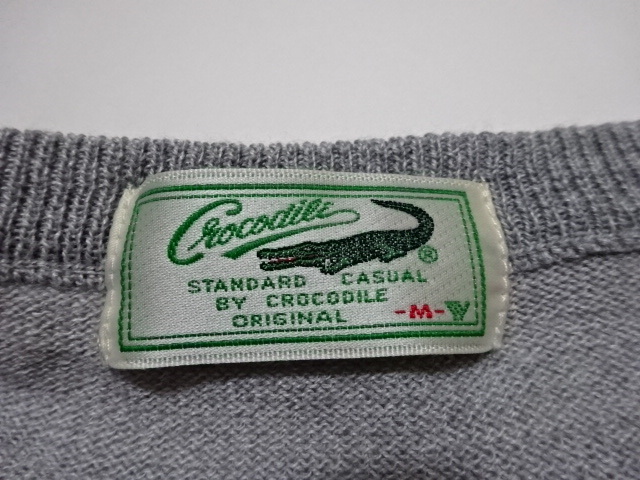 Crocodile
®
STANDARD CASUAL
BY CROCODILE
ORIGINAL
-M-